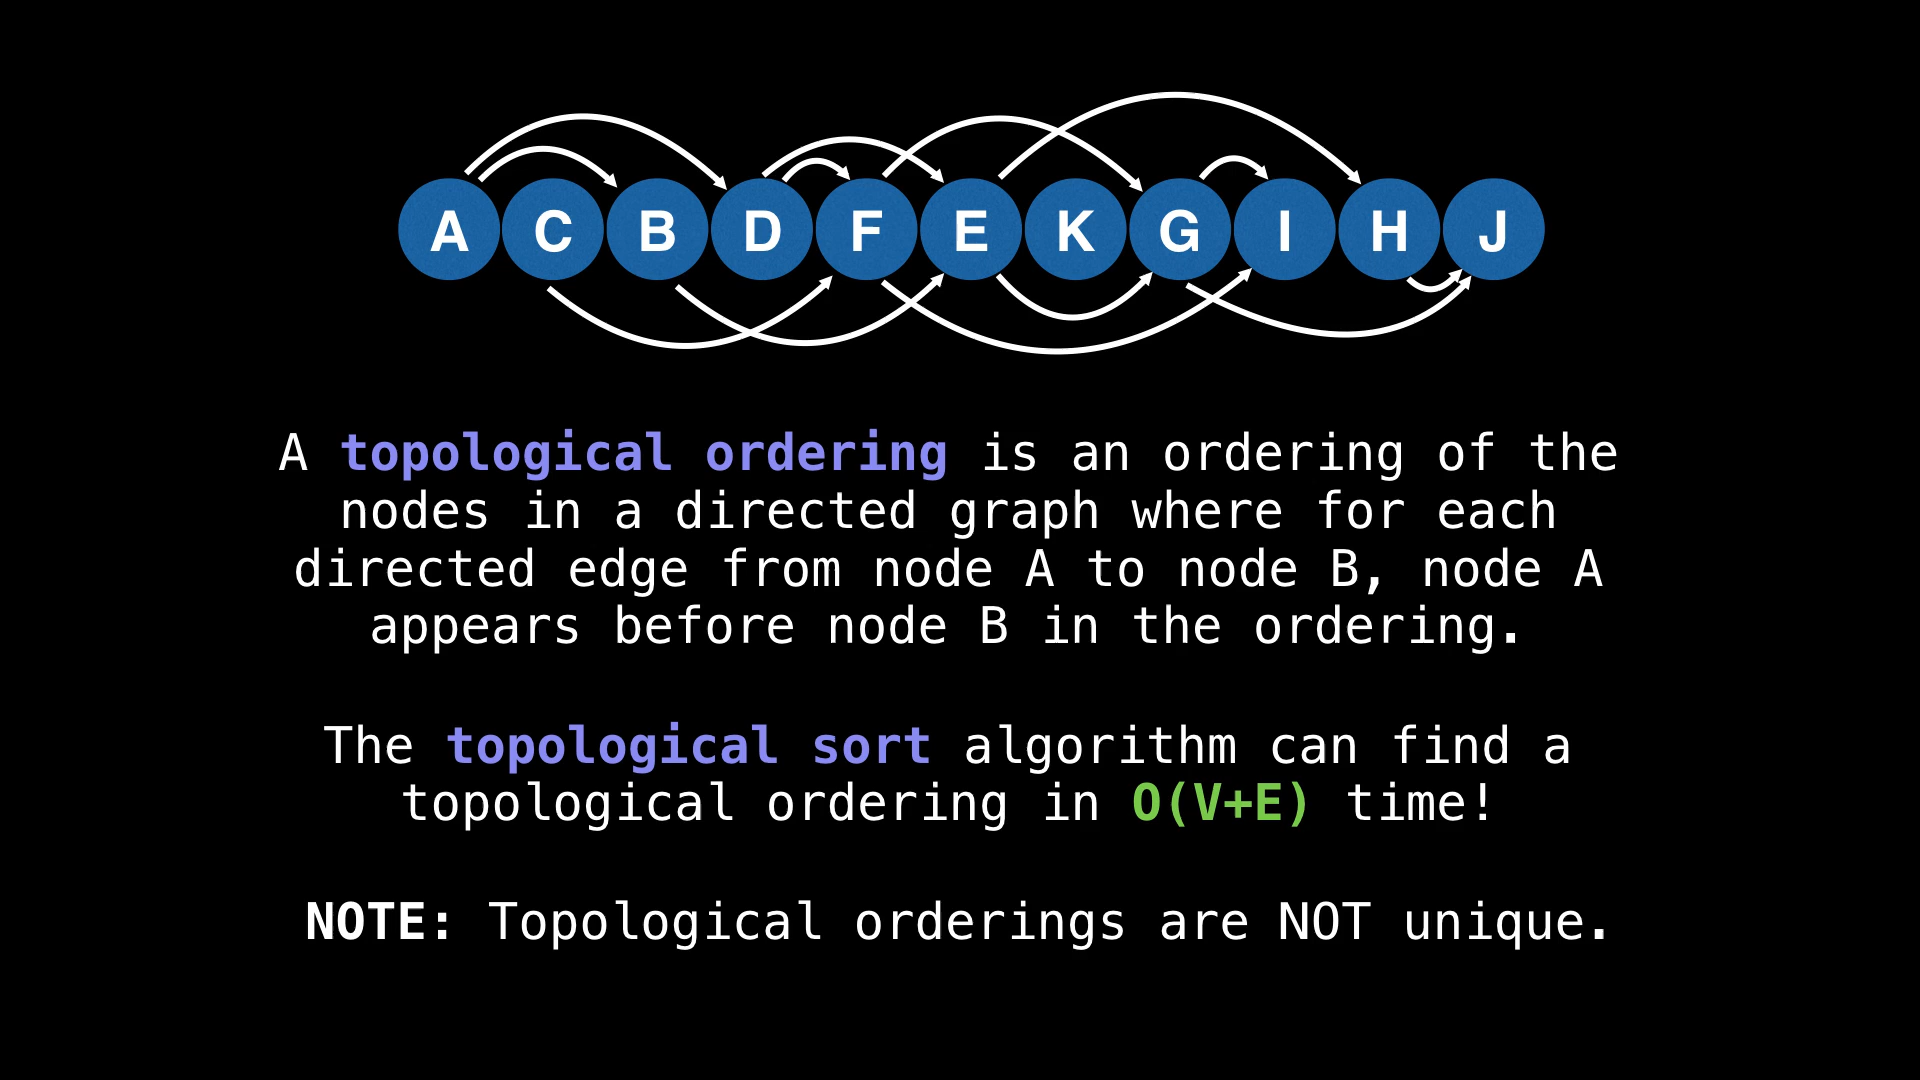 A C B D F E K G I H J
A topological ordering is an ordering of the
nodes in a directed graph where for each
directed edge from node A to node B, node A
appears before node B in the ordering.
The topological sort algorithm can find a
topological ordering in O(V+E) time!
NOTE: Topological orderings are NOT unique.